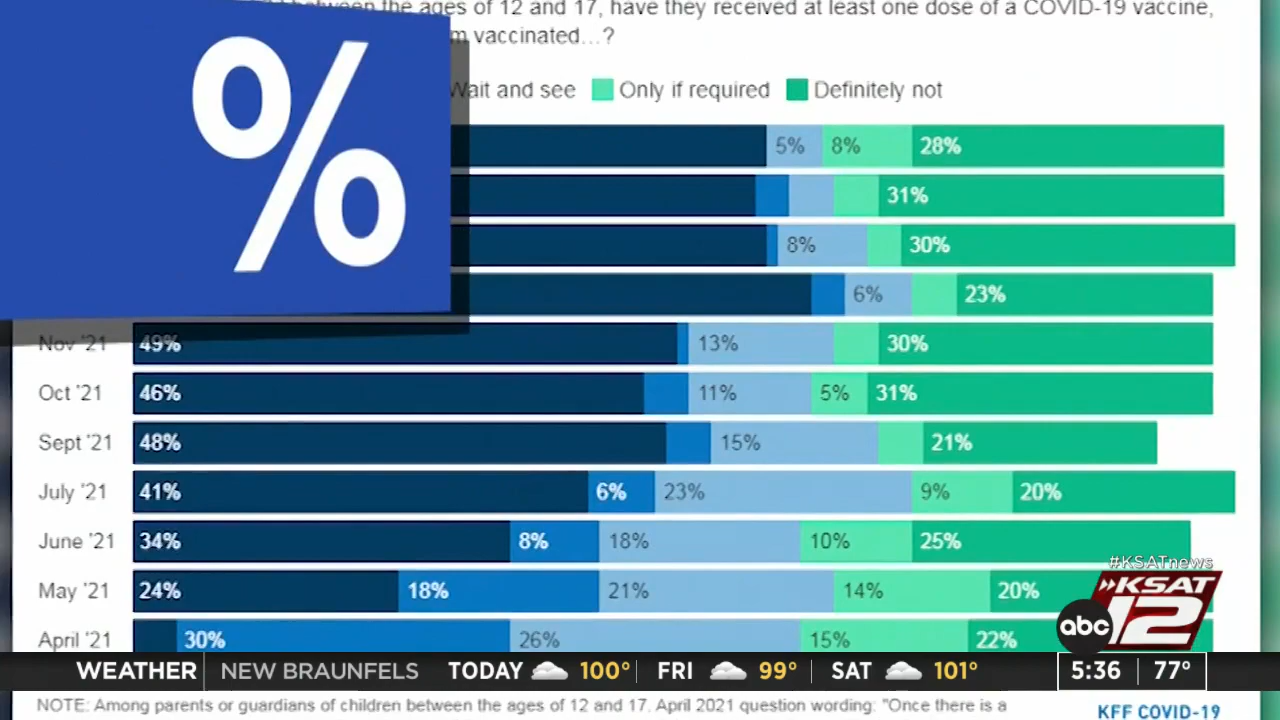 between the ages of 12 and 17, have they received at least one dose of a COVID-19 vaccine,
vaccinated...?
%
Wait and see Only if required Definitely not
5% 8% 28%
31%
8% 30%
6% 23%
Nov '21 49% 13% 30%
Oct '21 46% 11% 5% 31%
Sept '21 48% 15% 21%
July '21 41% 6% 23% 9% 20%
June '21 34% 8% 18% 10% 25%
#KSATnews
May '21 24% 18% 21% 14% 20%
KSAT
12
abc
April '21 30% 26% 15% 22%
WEATHER NEW BRAUNFELS TODAY 100° FRI 99° SAT 101° 5:36 77°
NOTE: Among parents or guardians of children between the ages of 12 and 17. April 2021 question wording: "Once there is a
KFF COVID-19